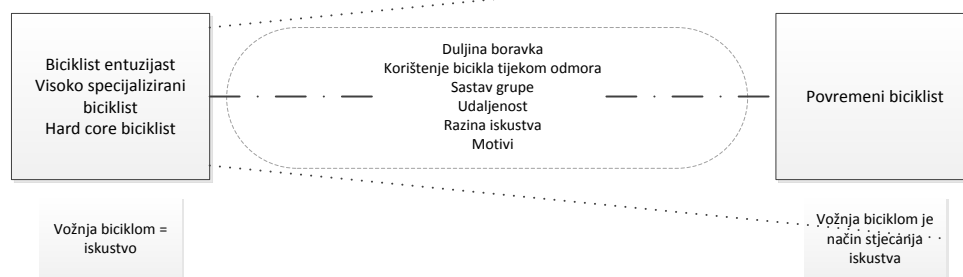 Biciklist entuzijast
Visoko specijalizirani
biciklist
Hard core biciklist
Duljina boravka
Korištenje bicikla tijekom odmora
Sastav grupe
Udaljenost
Razina iskustva
Motivi
Povremeni biciklist
Vožnja biciklom =
iskustvo
Vožnja biciklom je
način stjecanja
iskustva